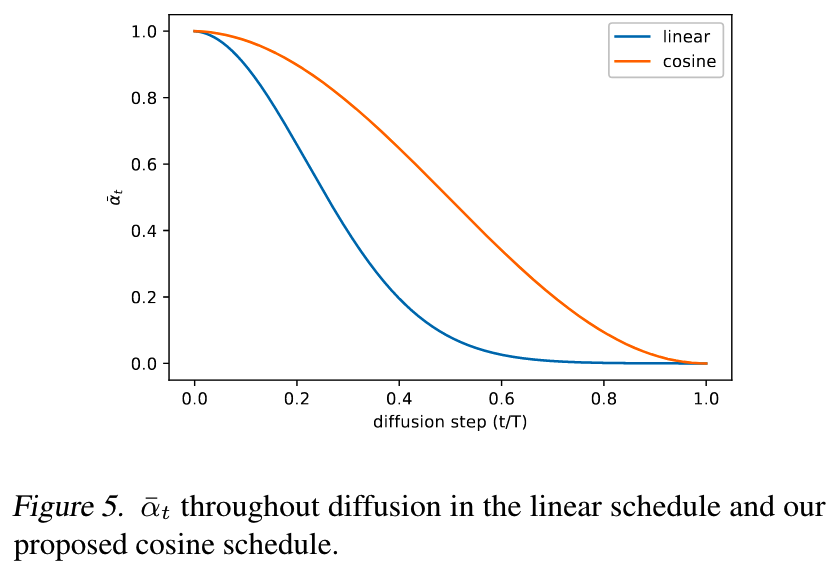 linear
cosine
1.0
0.8
0.6
0.4
0.2
0.0
ᾱₜ
0.0 0.2 0.4 0.6 0.8 1.0
diffusion step (t/T)
Figure 5. ᾱₜ throughout diffusion in the linear schedule and our
proposed cosine schedule.